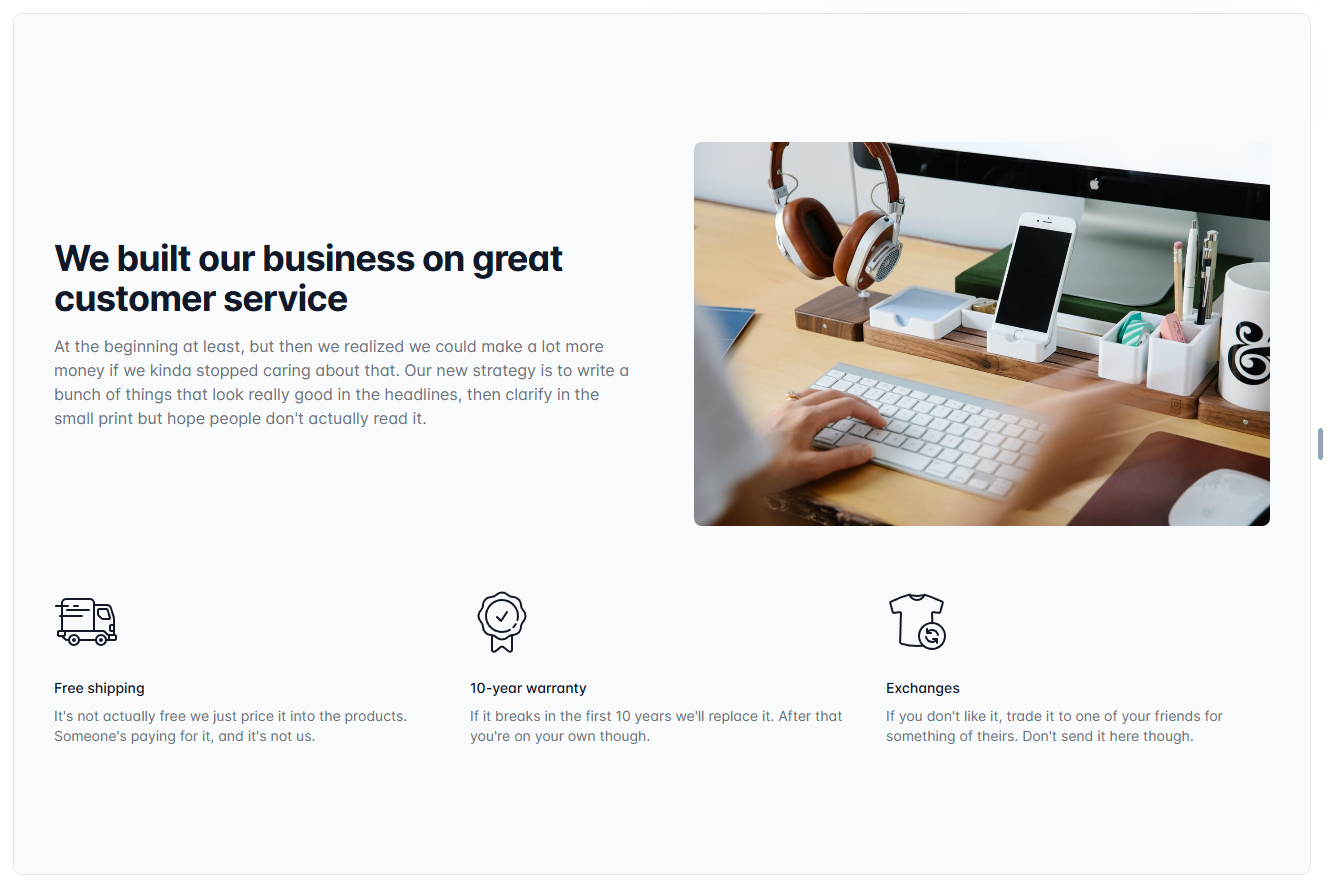 We built our business on great
customer service
At the beginning at least, but then we realized we could make a lot more
money if we kinda stopped caring about that. Our new strategy is to write a
bunch of things that look really good in the headlines, then clarify in the
small print but hope people don't actually read it.
&
Free shipping
It's not actually free we just price it into the products.
Someone's paying for it, and it's not us.
10-year warranty
If it breaks in the first 10 years we'll replace it. After that
you're on your own though.
Exchanges
If you don't like it, trade it to one of your friends for
something of theirs. Don't send it here though.